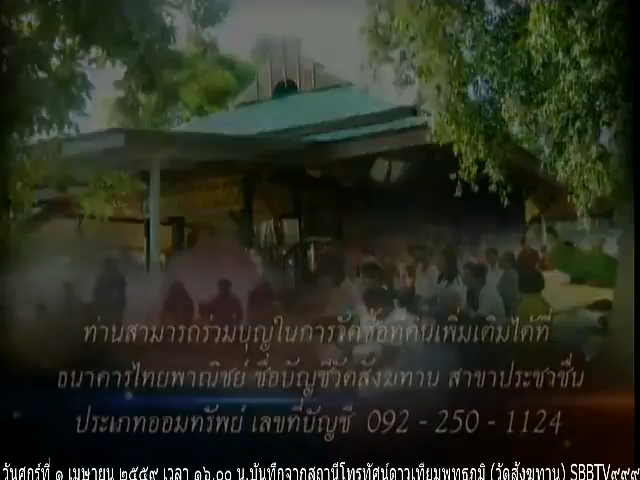 ท่านสามารถร่วมบุญในการจัดซื้อที่ดินเพิ่มเติมได้ที่
ธนาคารไทยพาณิชย์ ชื่อบัญชีวัดสังฆทาน สาขาประชาชื่น
ประเภทออมทรัพย์ เลขที่บัญชี 092 - 250 - 1124
วันศุกร์ที่ ๑ เมษายน ๒๕๕๙ เวลา ๑๖.๐๐ น.บันทึกจากสถานีโทรทัศน์ดาวเทียมพุทธภูมิ (วัดสังฆทาน) SBBTV๙๙๙